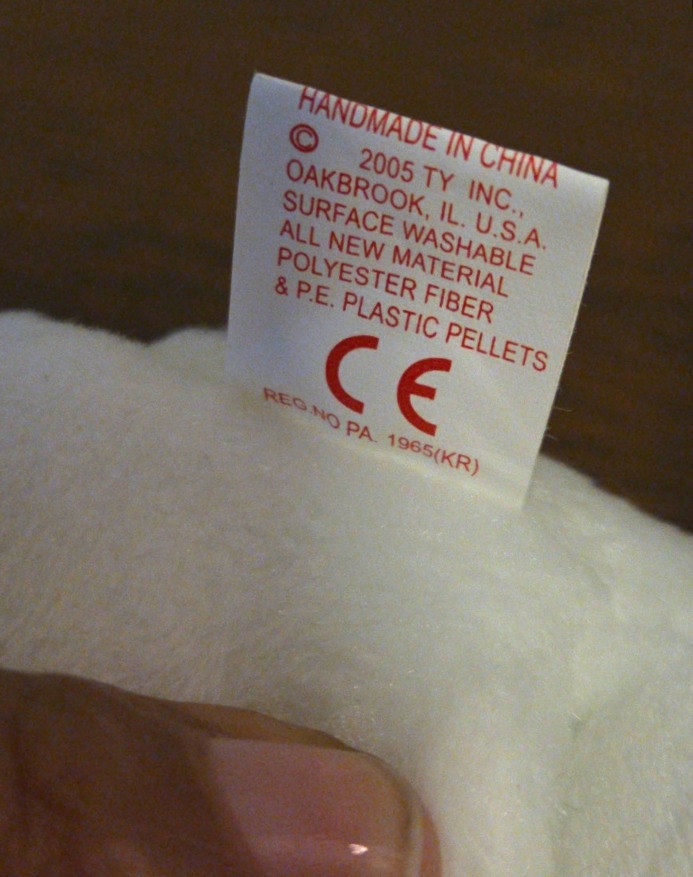 HANDMADE IN CHINA
© 2005 TY INC.,
OAKBROOK, IL. U.S.A.
SURFACE WASHABLE
ALL NEW MATERIAL
POLYESTER FIBER
& P.E. PLASTIC PELLETS
CE
REG.NO PA. 1965(KR)